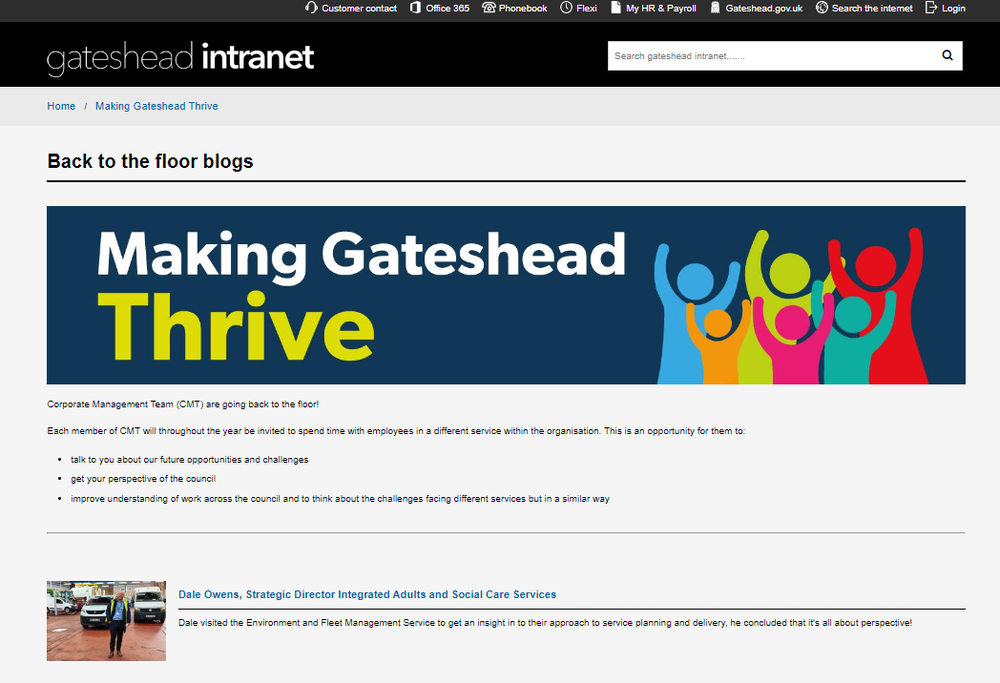 Customer contact Office 365 Phonebook Flexi My HR & Payroll Gateshead.gov.uk Search the internet Login
gateshead intranet
Search gateshead intranet.......
Home / Making Gateshead Thrive
Back to the floor blogs
Making Gateshead
Thrive
Corporate Management Team (CMT) are going back to the floor!
Each member of CMT will throughout the year be invited to spend time with employees in a different service within the organisation. This is an opportunity for them to:
talk to you about our future opportunities and challenges
get your perspective of the council
improve understanding of work across the council and to think about the challenges facing different services but in a similar way
Dale Owens, Strategic Director Integrated Adults and Social Care Services
Dale visited the Environment and Fleet Management Service to get an insight in to their approach to service planning and delivery, he concluded that it's all about perspective!